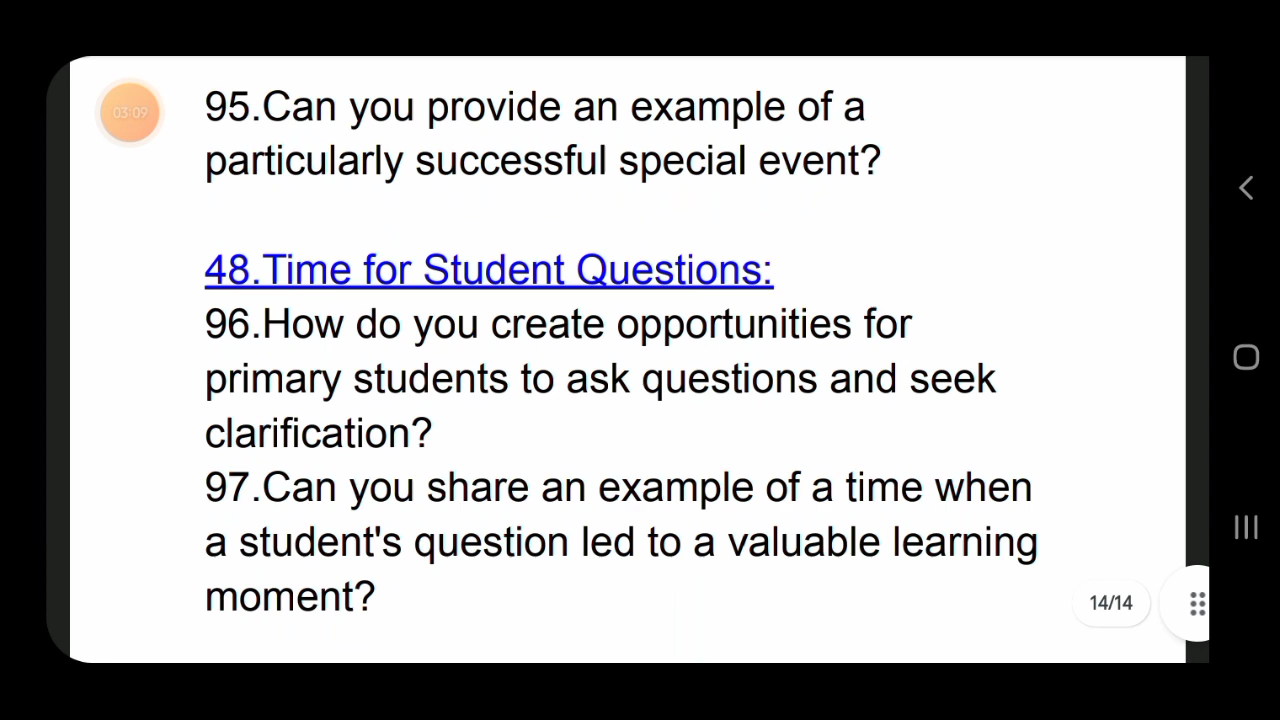 03:09
95.Can you provide an example of a
particularly successful special event?
48.Time for Student Questions:
96.How do you create opportunities for
primary students to ask questions and seek
clarification?
97.Can you share an example of a time when
a student's question led to a valuable learning
moment?
14/14